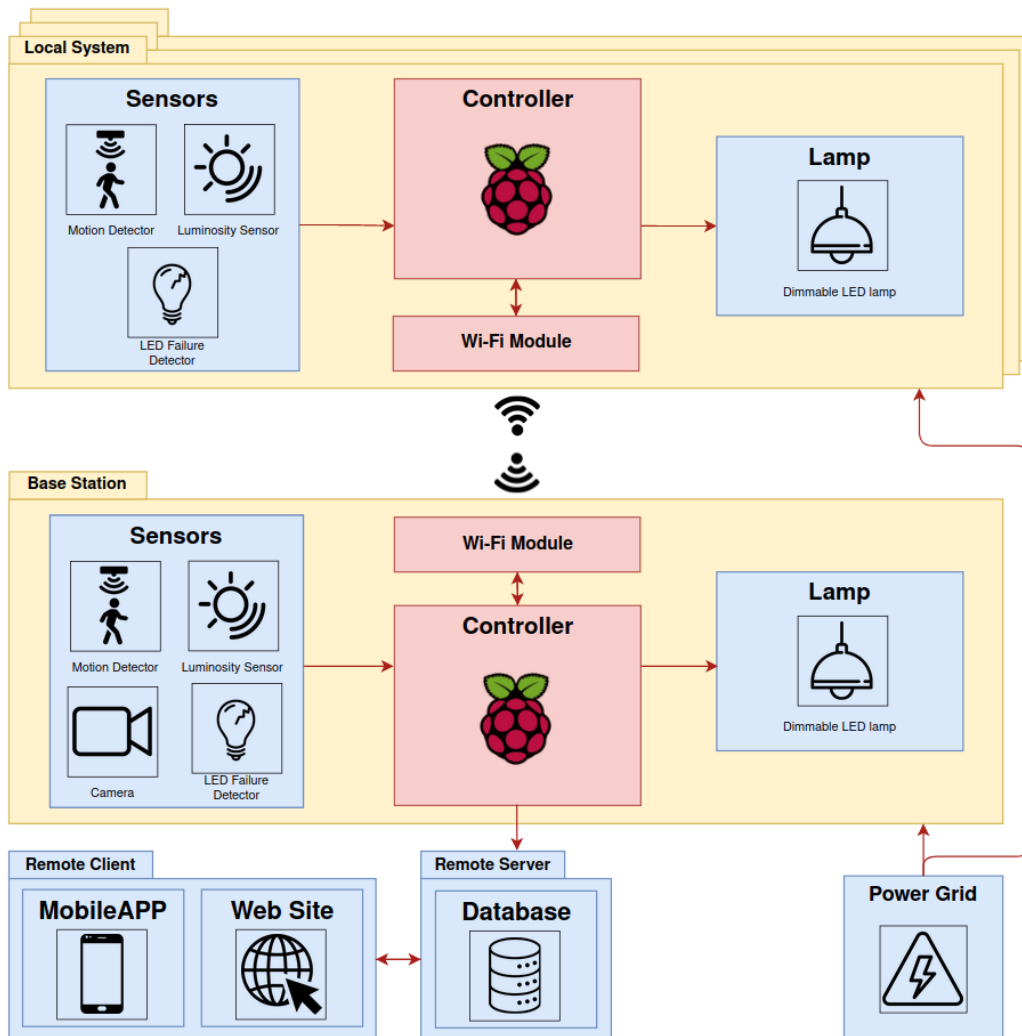 Local System
Sensors
Motion Detector
Luminosity Sensor
LED Failure
Detector
Controller
Wi-Fi Module
Lamp
Dimmable LED lamp
Base Station
Sensors
Motion Detector
Luminosity Sensor
Camera
LED Failure
Detector
Wi-Fi Module
Controller
Lamp
Dimmable LED lamp
Remote Client
MobileAPP
Web Site
Remote Server
Database
Power Grid